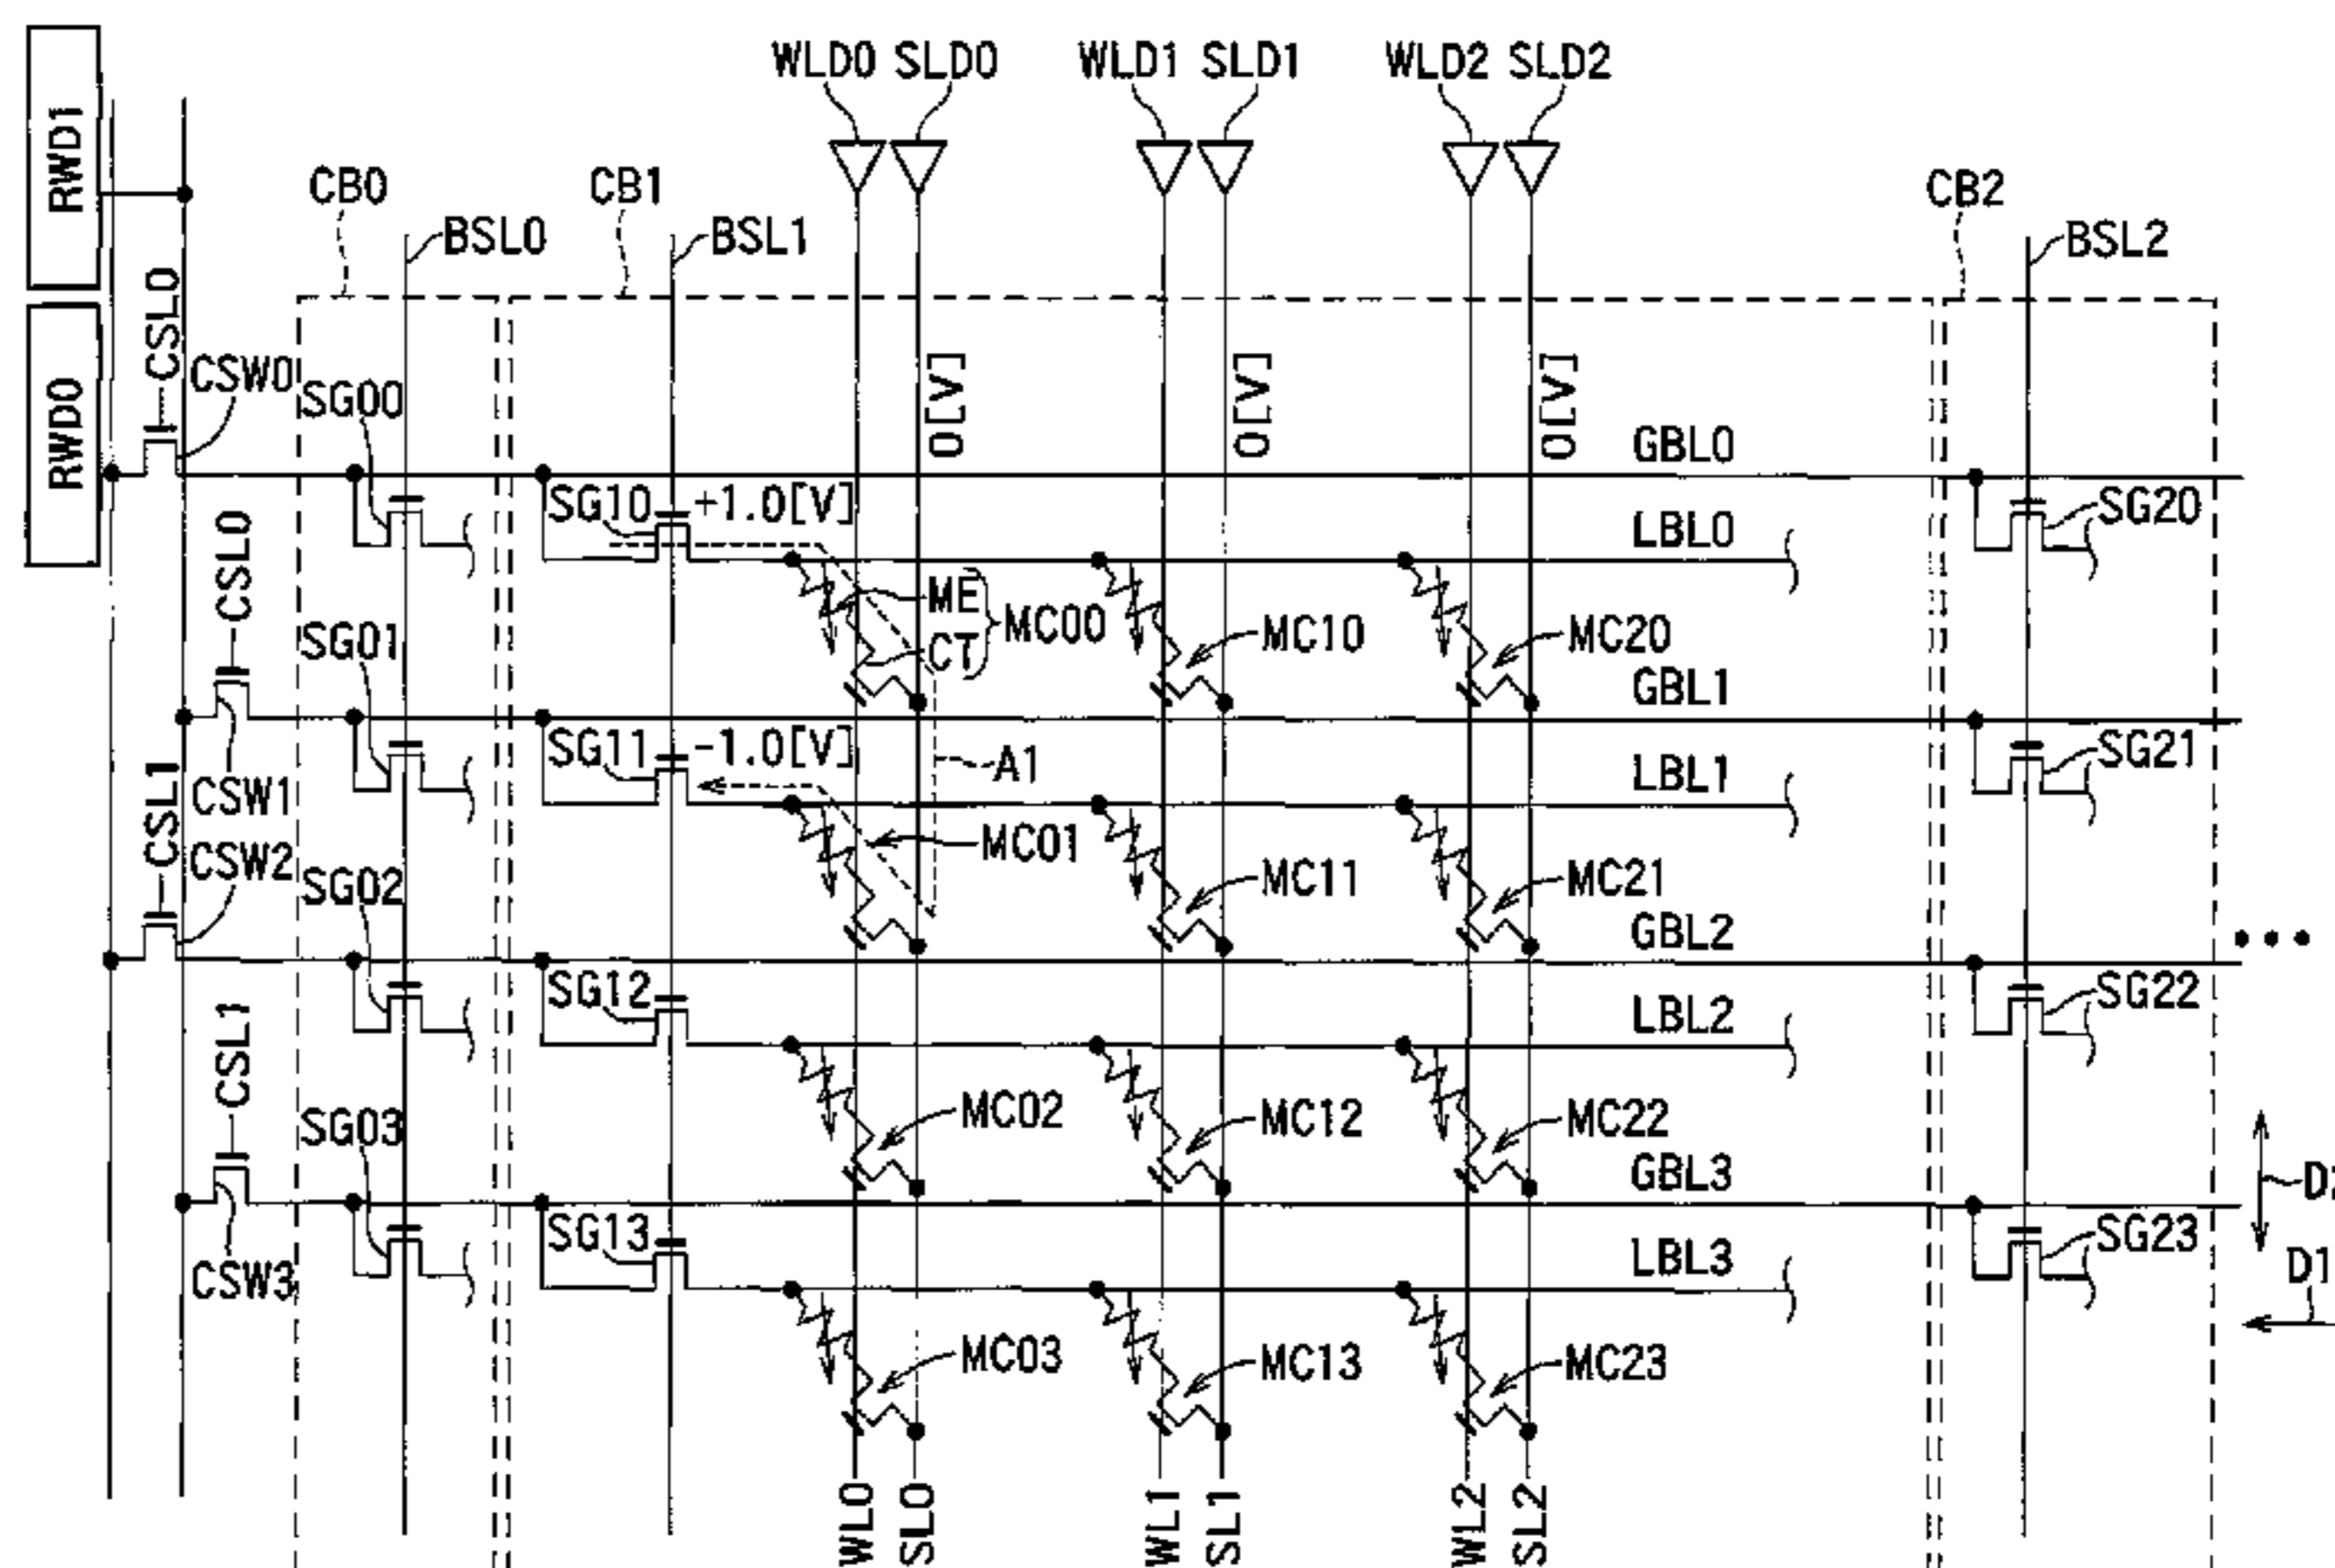 WLD0 SLD0 WLD1 SLD1 WLD2 SLD2
RWD1
CB0 CB1 CB2
BSL0 BSL1 BSL2
CSL0
RWD0
CSW0
SG00
0[V] 0[V] 0[V]
GBL0
SG10 +1.0[V] SG20
LBL0
CSL0
ME
CT
MC00 MC10 MC20
SG01
GBL1
SG11 -1.0[V] A1 SG21
LBL1
CSW1
CSL1
CSW2
MC01
SG02 MC11 MC21
GBL2
...
SG12 SG22
LBL2
CSL1
SG03 MC02 MC12 MC22
GBL3
D2
SG13 SG23
LBL3
CSW3
D1
MC03 MC13 MC23
WL0 SL0 WL1 SL1 WL2 SL2